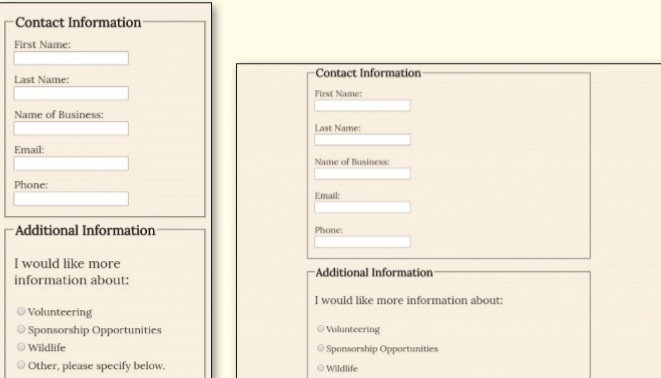 Contact Information
First Name:
Last Name:
Name of Business:
Email:
Phone:
Additional Information
I would like more
information about:
Volunteering
Sponsorship Opportunities
Wildlife
Other, please specify below.
Contact Information
First Name:
Last Name:
Name of Business:
Email:
Phone:
Additional Information
I would like more information about:
Volunteering
Sponsorship Opportunities
Wildlife